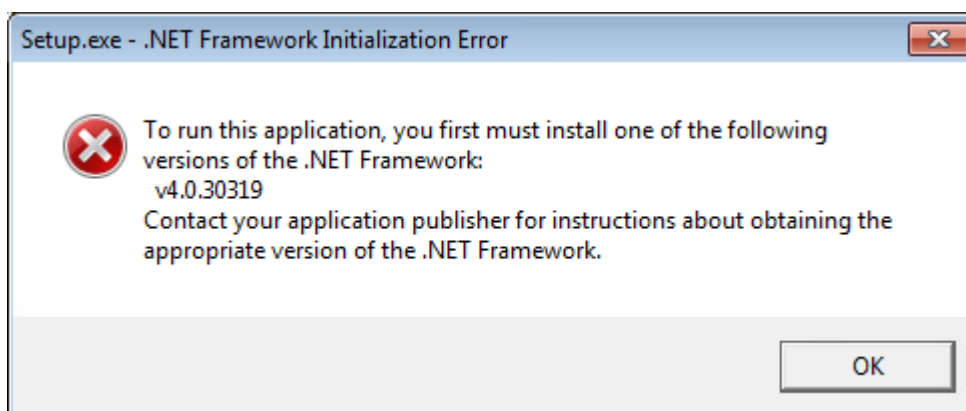 Setup.exe - .NET Framework Initialization Error
To run this application, you first must install one of the following
versions of the .NET Framework:
v4.0.30319
Contact your application publisher for instructions about obtaining the
appropriate version of the .NET Framework.
OK